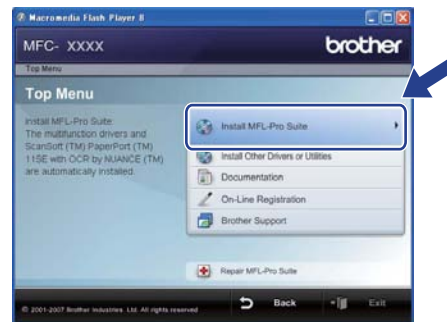 Macromedia Flash Player 8
MFC- XXXX
brother
Top Menu
Top Menu
Install MFL-Pro Suite:
The multifunction drivers and
ScanSoft (TM) PaperPort (TM)
11SE with OCR by NUANCE (TM)
are automatically installed.
Install MFL-Pro Suite
Install Other Drivers or Utilities
Documentation
On-Line Registration
Brother Support
Repair MFL-Pro Suite
© 2001-2007 Brother Industries Ltd. All rights reserved
Back
Exit